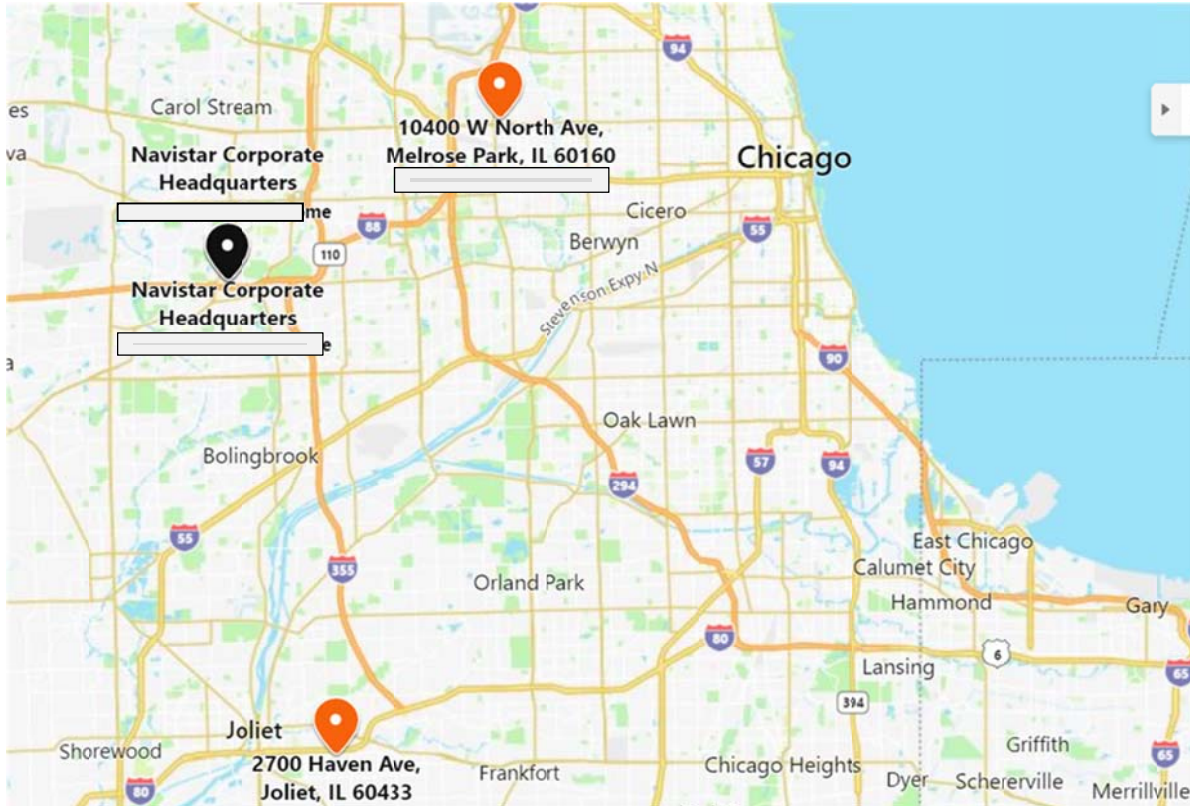 94
es
Carol Stream
10400 W North Ave,
Melrose Park, IL 60160
va
Navistar Corporate
Headquarters
Chicago
me
Cicero
88
55
Berwyn
110
Navistar Corporate
Headquarters
Stevenson Expy N
e
a
90
Oak Lawn
Bolingbrook
57
94
294
55
355
East Chicago
Calumet City
Orland Park
Hammond
Gary
80
6
Lansing
65
394
Joliet
Shorewood
2700 Haven Ave,
Joliet, IL 60433
Frankfort
Chicago Heights
Griffith
65
Dyer
Schererville
Merrillville
80